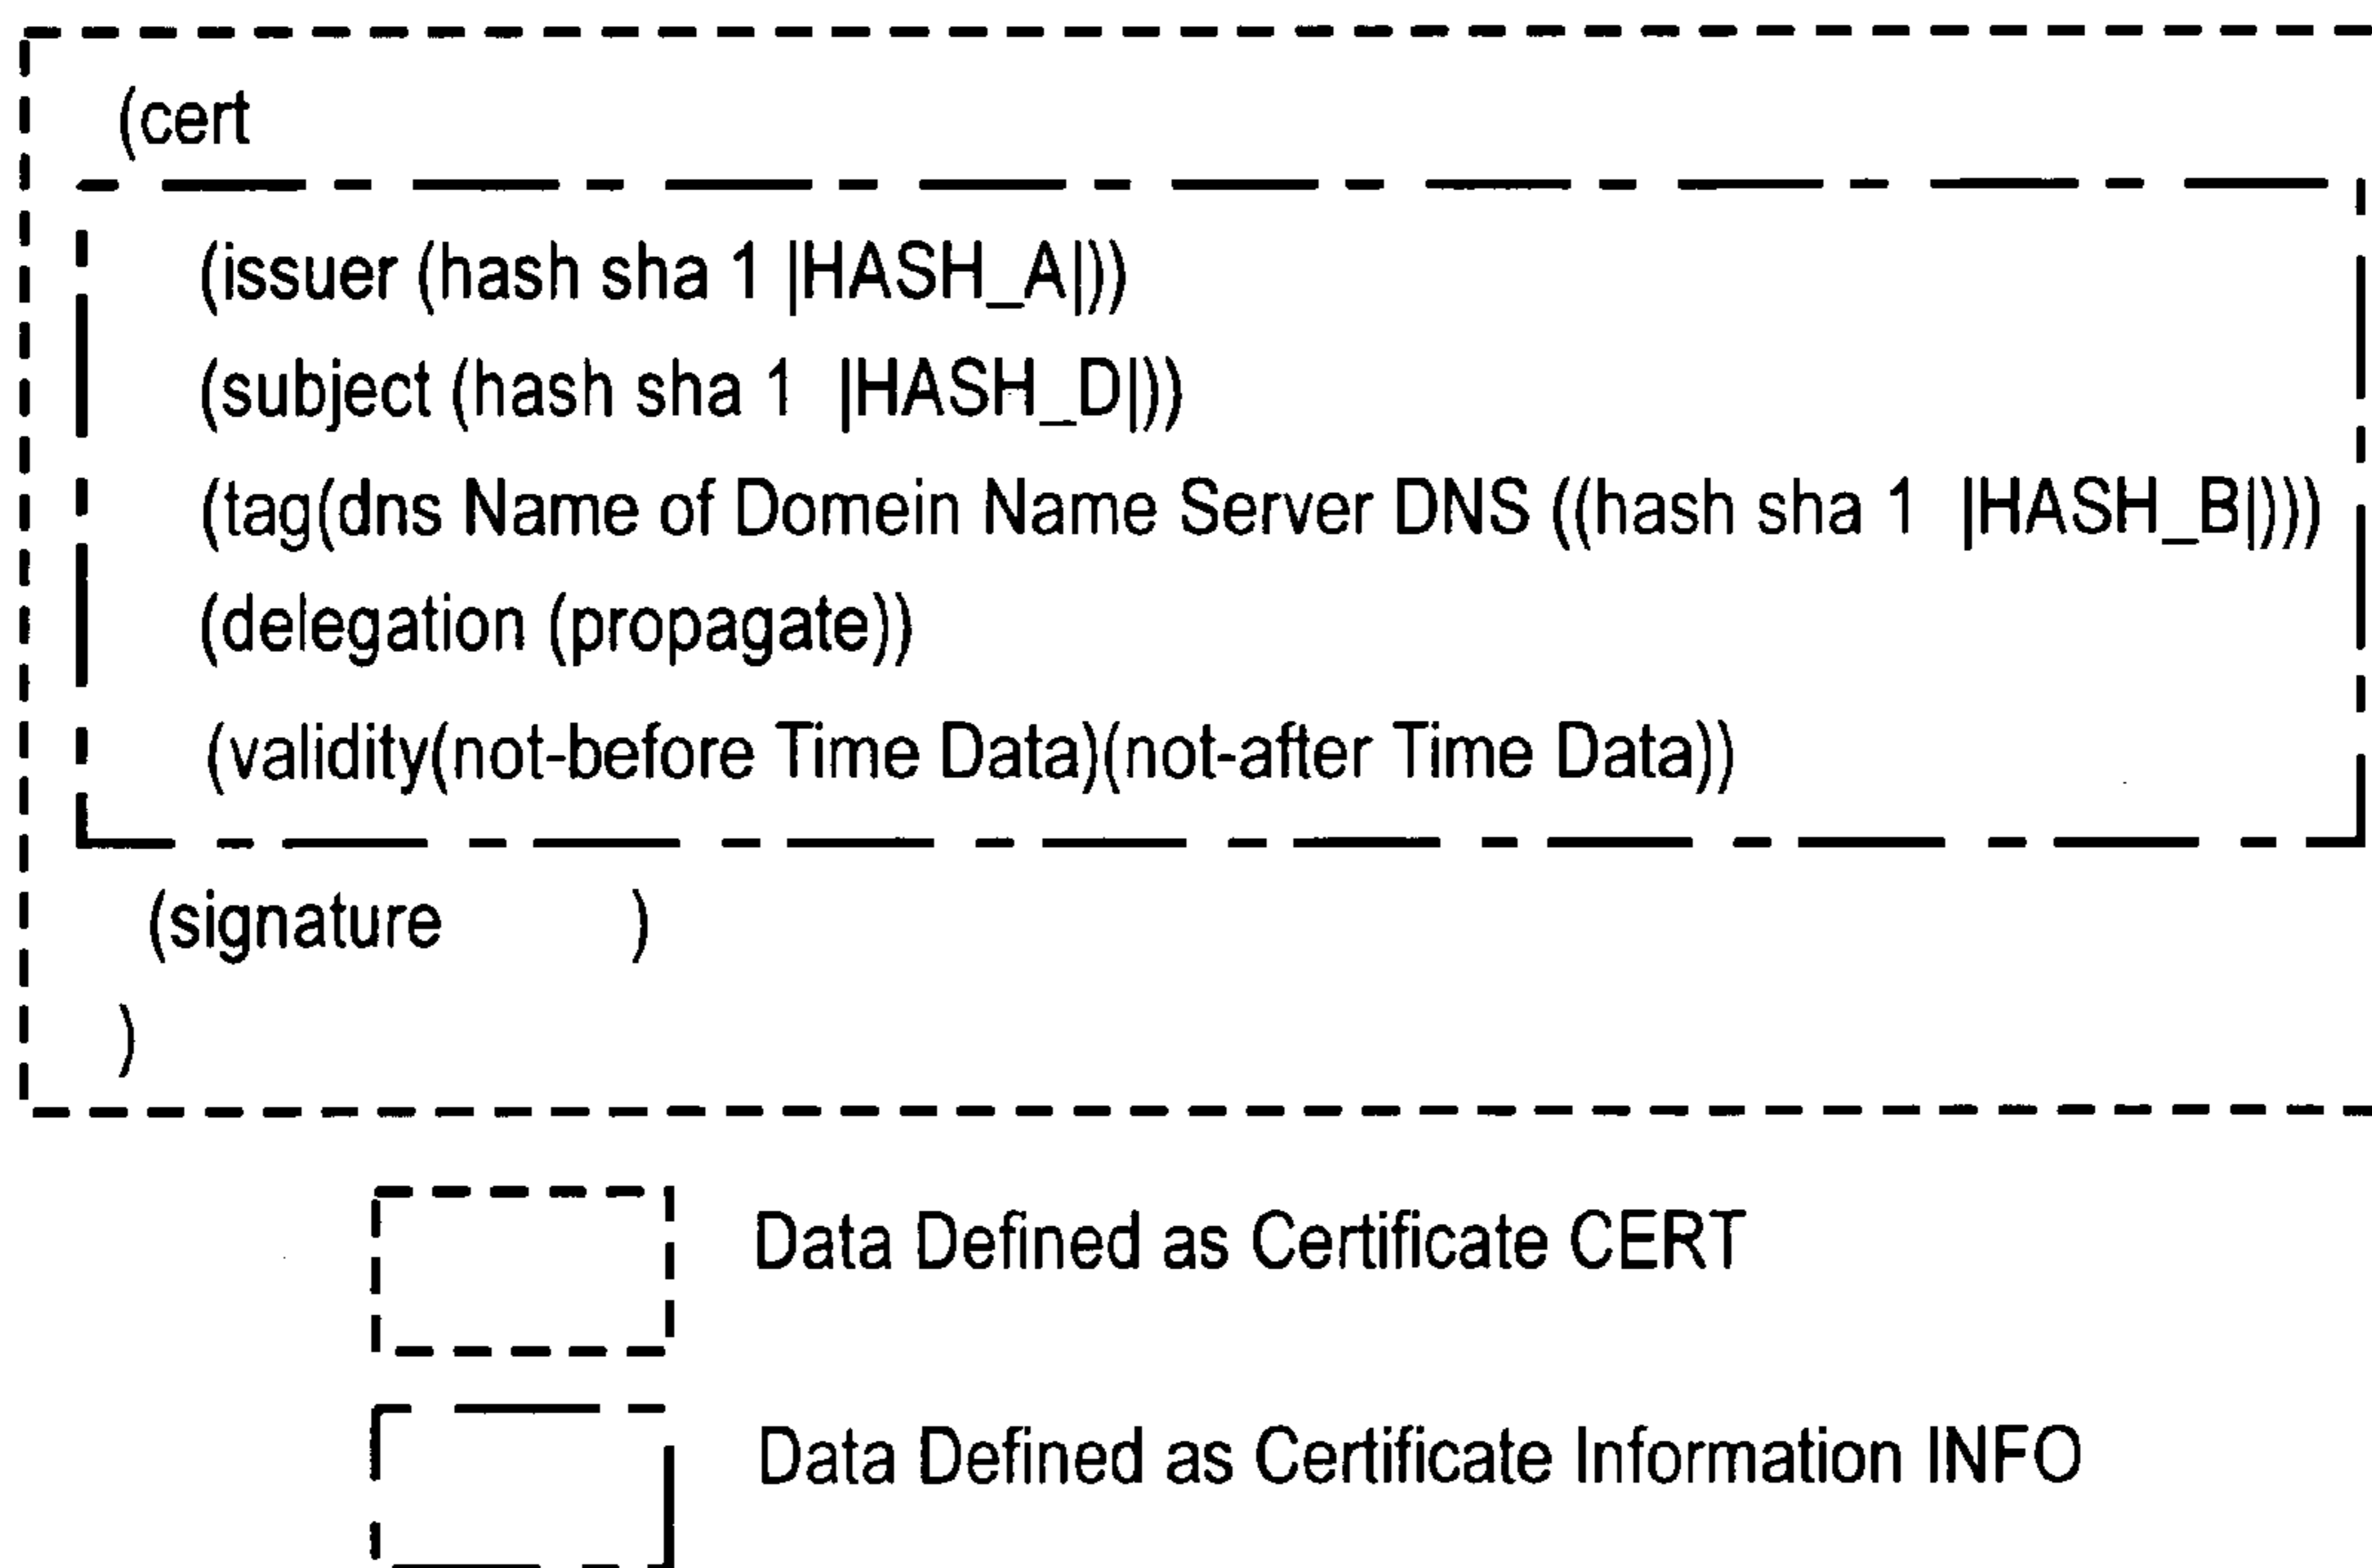 (cert
(issuer (hash sha 1 |HASH_A|))
(subject (hash sha 1 |HASH_D|))
(tag(dns Name of Domein Name Server DNS ((hash sha 1 |HASH_B|)))
(delegation (propagate))
(validity(not-before Time Data)(not-after Time Data))
(signature )
)
Data Defined as Certificate CERT
Data Defined as Certificate Information INFO